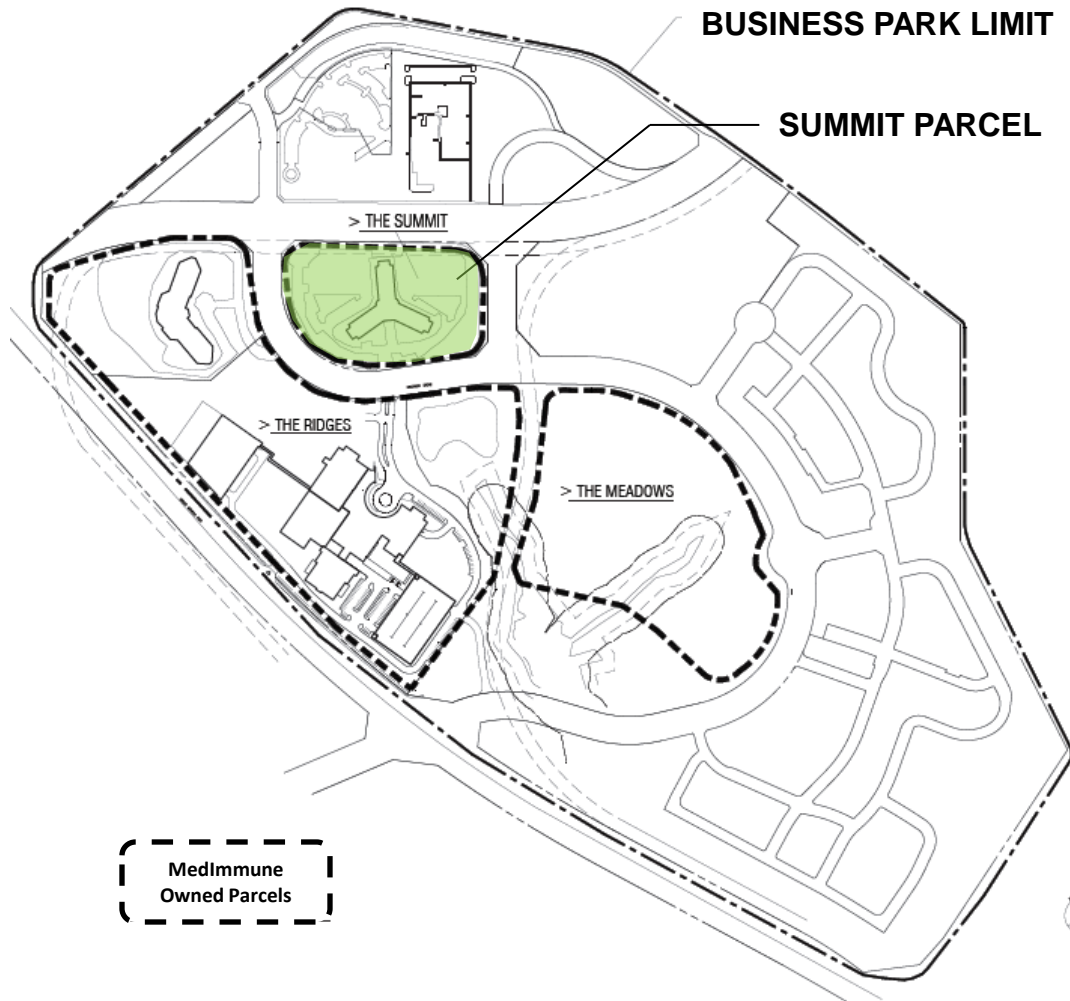 BUSINESS PARK LIMIT
SUMMIT PARCEL
> THE SUMMIT
> THE RIDGES
> THE MEADOWS
MedImmune
Owned Parcels